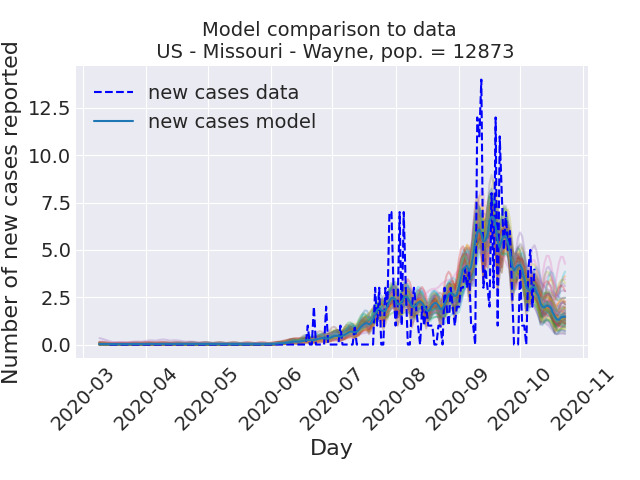 Model comparison to data
US - Missouri - Wayne, pop. = 12873
Number of new cases reported
12.5
10.0
7.5
5.0
2.5
0.0
new cases data
new cases model
2020-03
2020-04
2020-05
2020-06
2020-07
2020-08
2020-09
2020-10
2020-11
Day